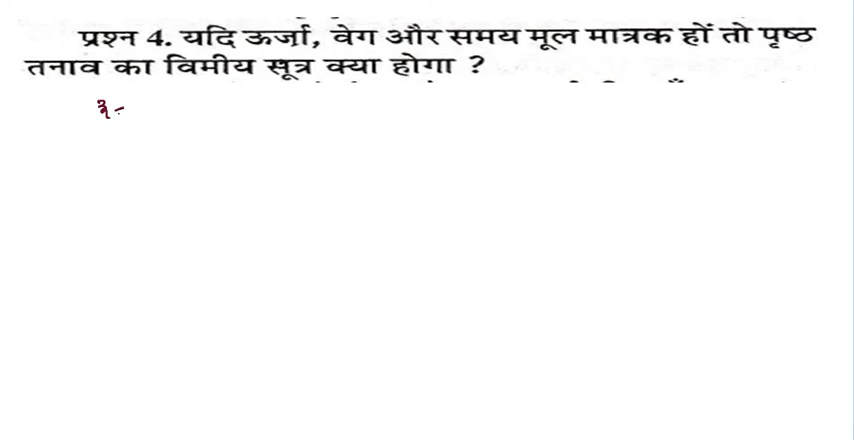 प्रश्न 4. यदि ऊर्जा, वेग और समय मूल मात्रक हों तो पृष्ठ
तनाव का विमीय सूत्र क्या होगा ?